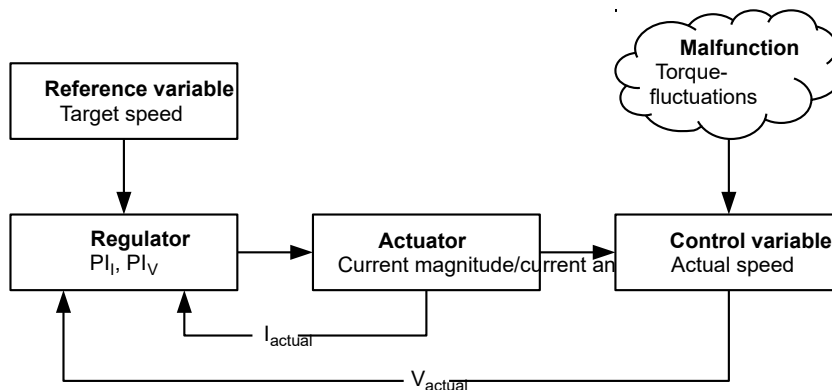 Malfunction
Torque-
fluctuations
Reference variable
Target speed
Regulator
PI_I, PI_V
Actuator
Current magnitude/current an
Control variable
Actual speed
I_actual
V_actual